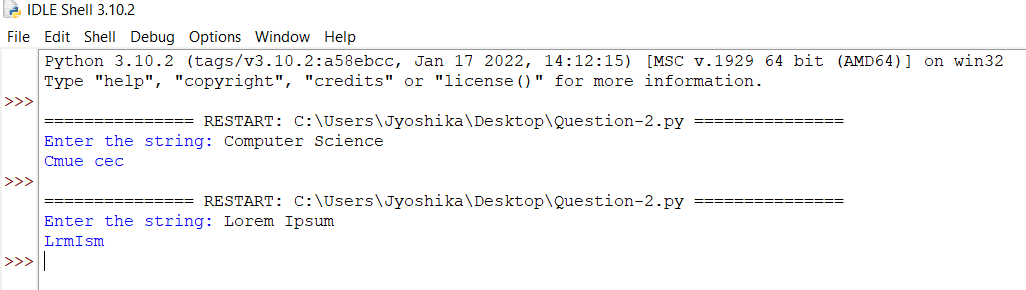 IDLE Shell 3.10.2
File Edit Shell Debug Options Window Help
Python 3.10.2 (tags/v3.10.2:a58ebcc, Jan 17 2022, 14:12:15) [MSC v.1929 64 bit (AMD64)] on win32
Type "help", "copyright", "credits" or "license()" for more information.
>>>
=============== RESTART: C:\Users\Jyoshika\Desktop\Question-2.py ===============
Enter the string: Computer Science
Cmue cec
>>>
=============== RESTART: C:\Users\Jyoshika\Desktop\Question-2.py ===============
Enter the string: Lorem Ipsum
LrmIsm
>>>